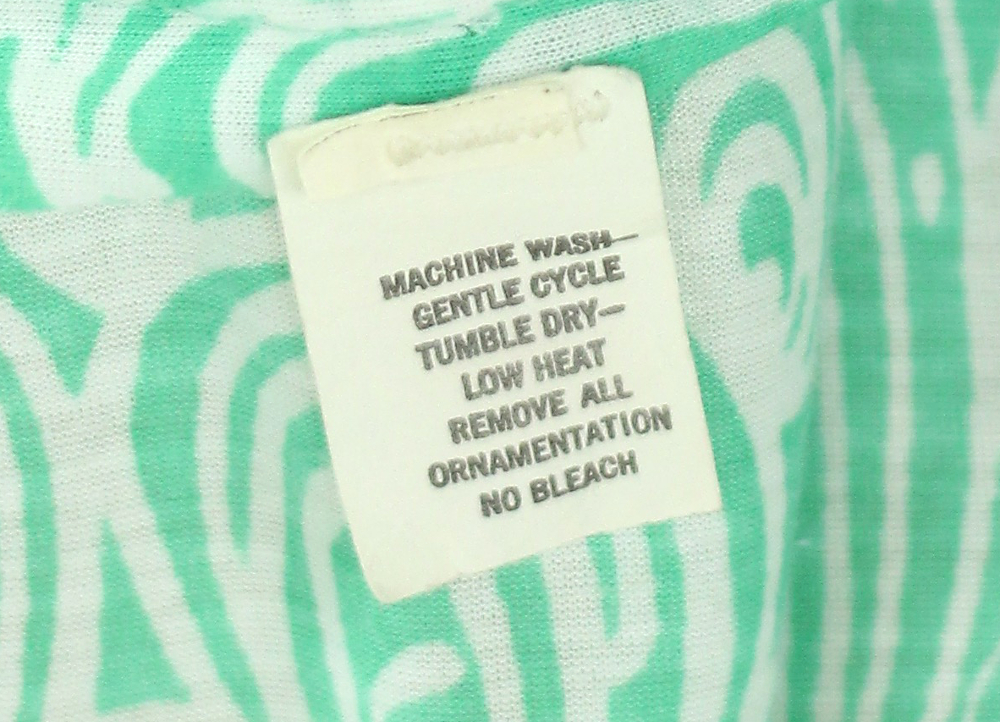 MACHINE WASH—
GENTLE CYCLE
TUMBLE DRY—
LOW HEAT
REMOVE ALL
ORNAMENTATION
NO BLEACH